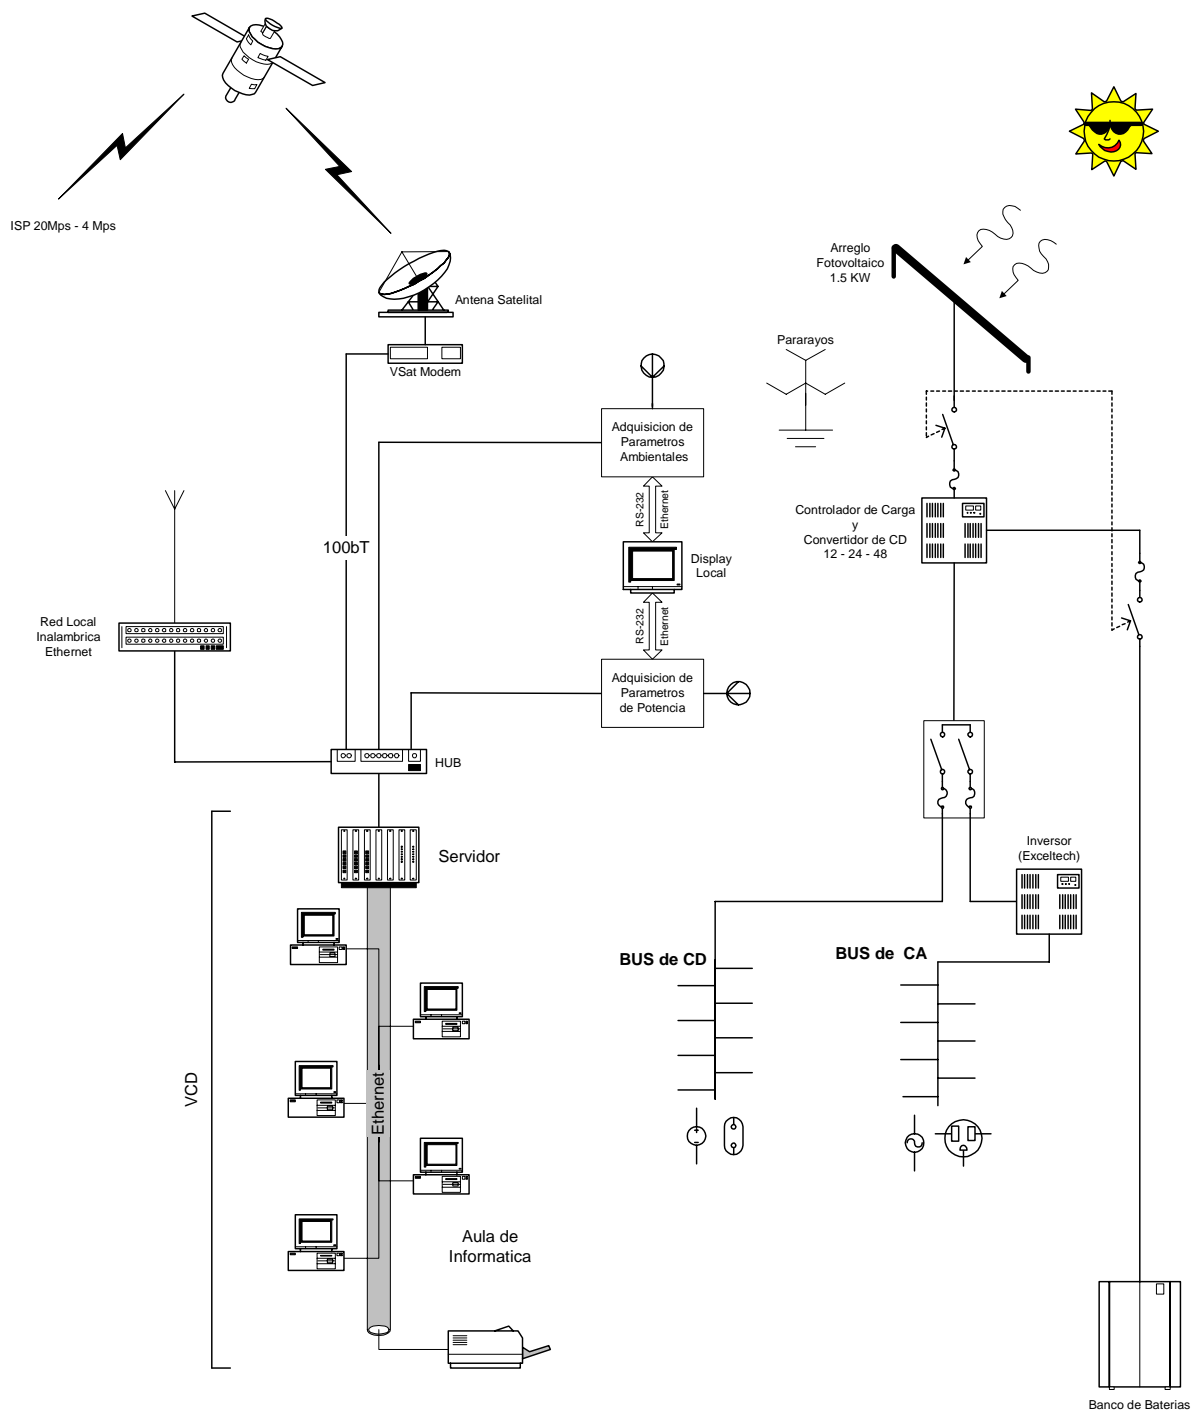 ISP 20Mps - 4 Mps
Arreglo
Fotovoltaico
1.5 KW
Antena Satelital
Pararayos
VSat Modem
Adquisicion de
Parametros
Ambientales
RS-232
Ethernet
Controlador de Carga
y
Convertidor de CD
12 - 24 - 48
100bT
Display
Local
Red Local
Inalambrica
Ethernet
RS-232
Ethernet
Adquisicion de
Parametros
de Potencia
HUB
Servidor
Inversor
(Exceltech)
BUS de CD
BUS de CA
VCD
Ethernet
Aula de
Informatica
Banco de Baterias